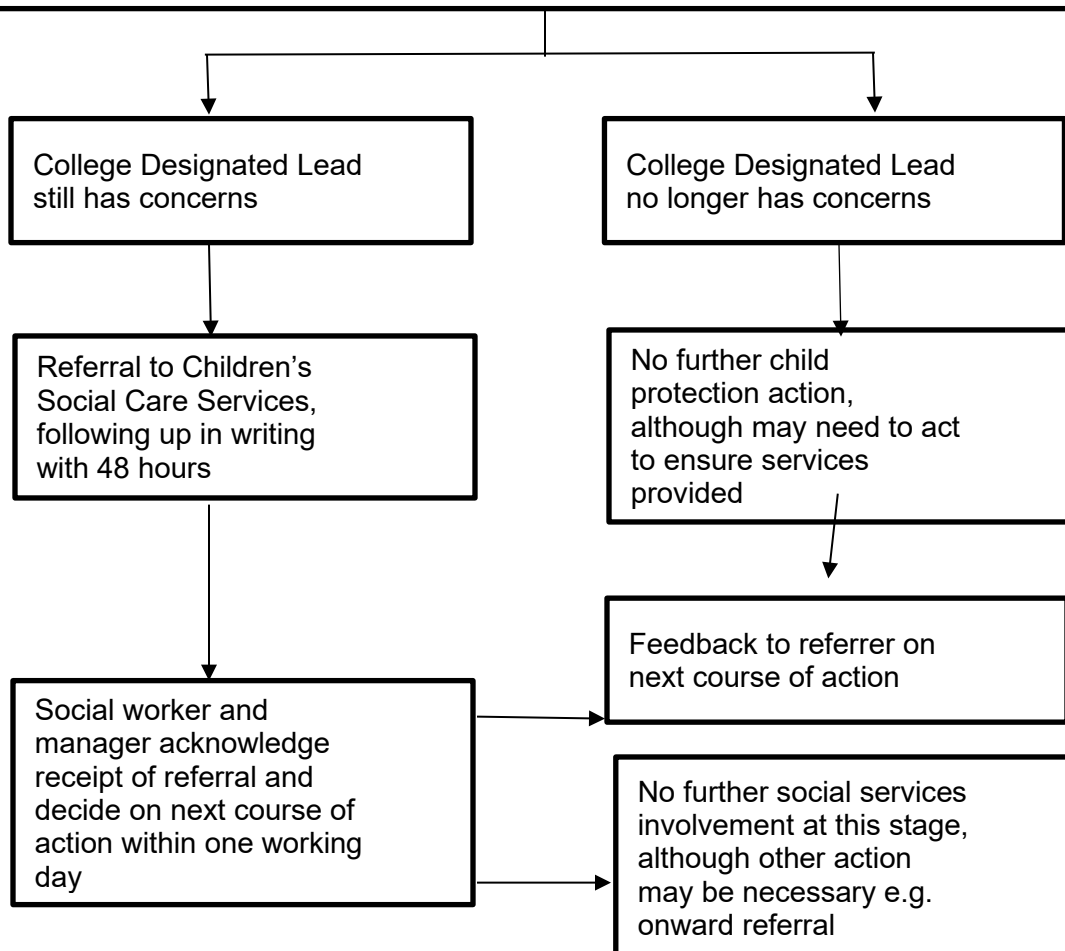 College Designated Lead
still has concerns
College Designated Lead
no longer has concerns
Referral to Children’s
Social Care Services,
following up in writing
with 48 hours
No further child
protection action,
although may need to act
to ensure services
provided
Feedback to referrer on
next course of action
Social worker and
manager acknowledge
receipt of referral and
decide on next course of
action within one working
day
No further social services
involvement at this stage,
although other action
may be necessary e.g.
onward referral